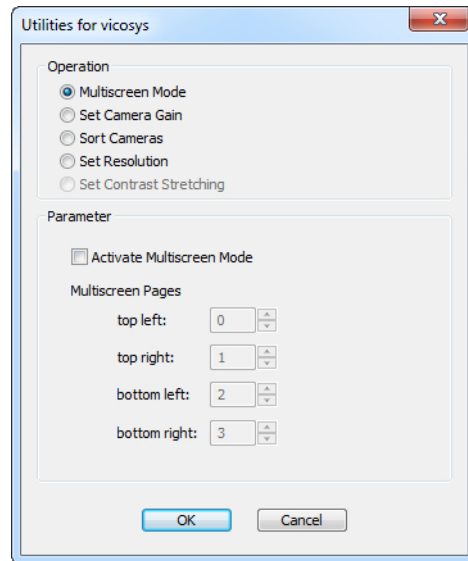 Utilities for vicosys
Operation
Multiscreen Mode
Set Camera Gain
Sort Cameras
Set Resolution
Set Contrast Stretching
Parameter
Activate Multiscreen Mode
Multiscreen Pages
top left: 0
top right: 1
bottom left: 2
bottom right: 3
OK Cancel